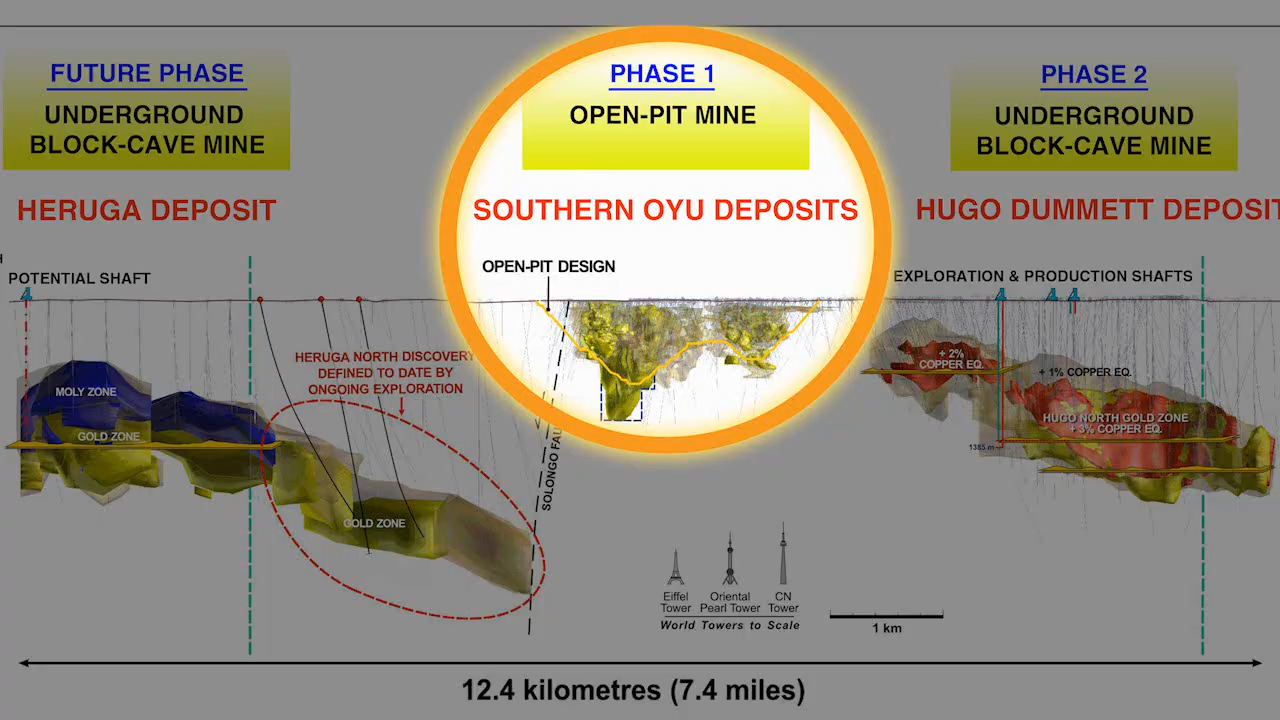 FUTURE PHASE
UNDERGROUND
BLOCK-CAVE MINE
HERUGA DEPOSIT
POTENTIAL SHAFT
MOLY ZONE
GOLD ZONE
HERUGA NORTH DISCOVERY
DEFINED TO DATE BY
ONGOING EXPLORATION
GOLD ZONE
PHASE 1
OPEN-PIT MINE
SOUTHERN OYU DEPOSITS
OPEN-PIT DESIGN
PHASE 2
UNDERGROUND
BLOCK-CAVE MINE
HUGO DUMMETT DEPOSIT
EXPLORATION & PRODUCTION SHAFTS
+ 2%
COPPER EQ.
+ 1% COPPER EQ.
HUGO NORTH GOLD ZONE
+ 3% COPPER EQ.
1385 m
SOLONGO FAU
Eiffel
Tower
Oriental
Pearl Tower
CN
Tower
World Towers to Scale
1 km
12.4 kilometres (7.4 miles)